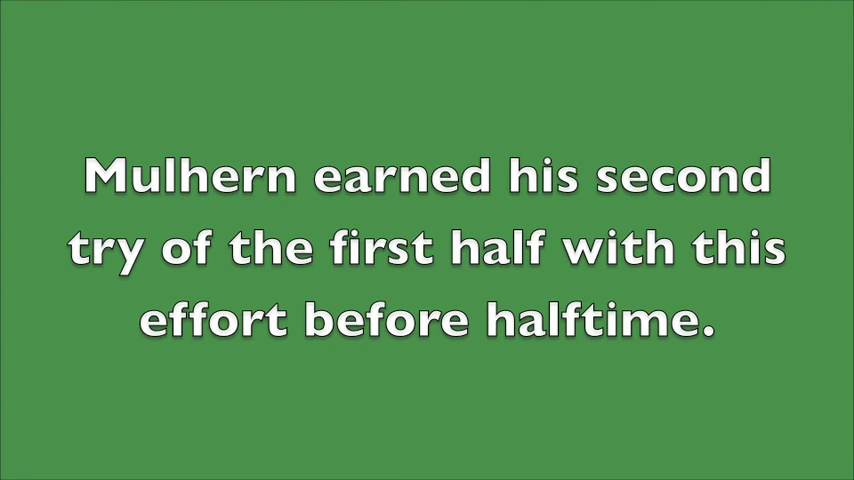 Mulhern earned his second
try of the first half with this
effort before halftime.